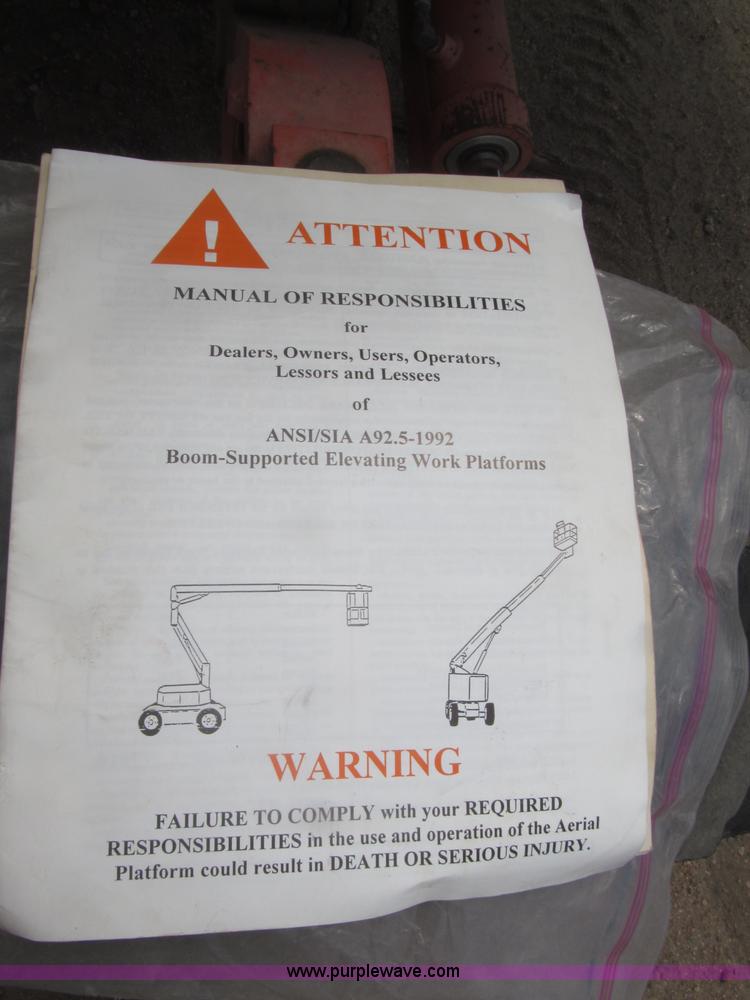 ! ATTENTION
MANUAL OF RESPONSIBILITIES
for
Dealers, Owners, Users, Operators,
Lessors and Lessees
of
ANSI/SIA A92.5-1992
Boom-Supported Elevating Work Platforms
WARNING
FAILURE TO COMPLY with your REQUIRED
RESPONSIBILITIES in the use and operation of the Aerial
Platform could result in DEATH OR SERIOUS INJURY.
www.purplewave.com